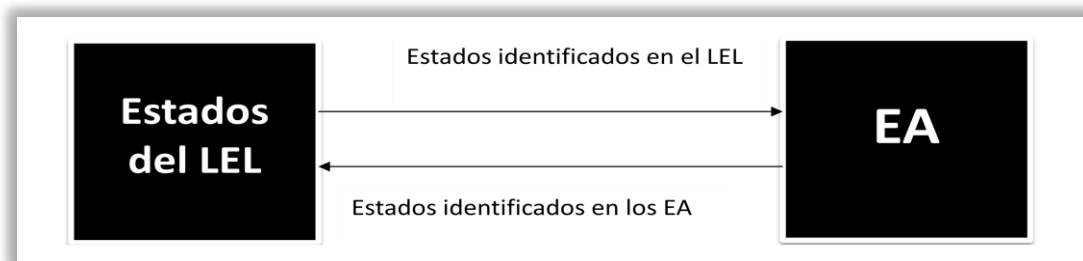 Estados identificados en el LEL
Estados
del LEL
EA
Estados identificados en los EA